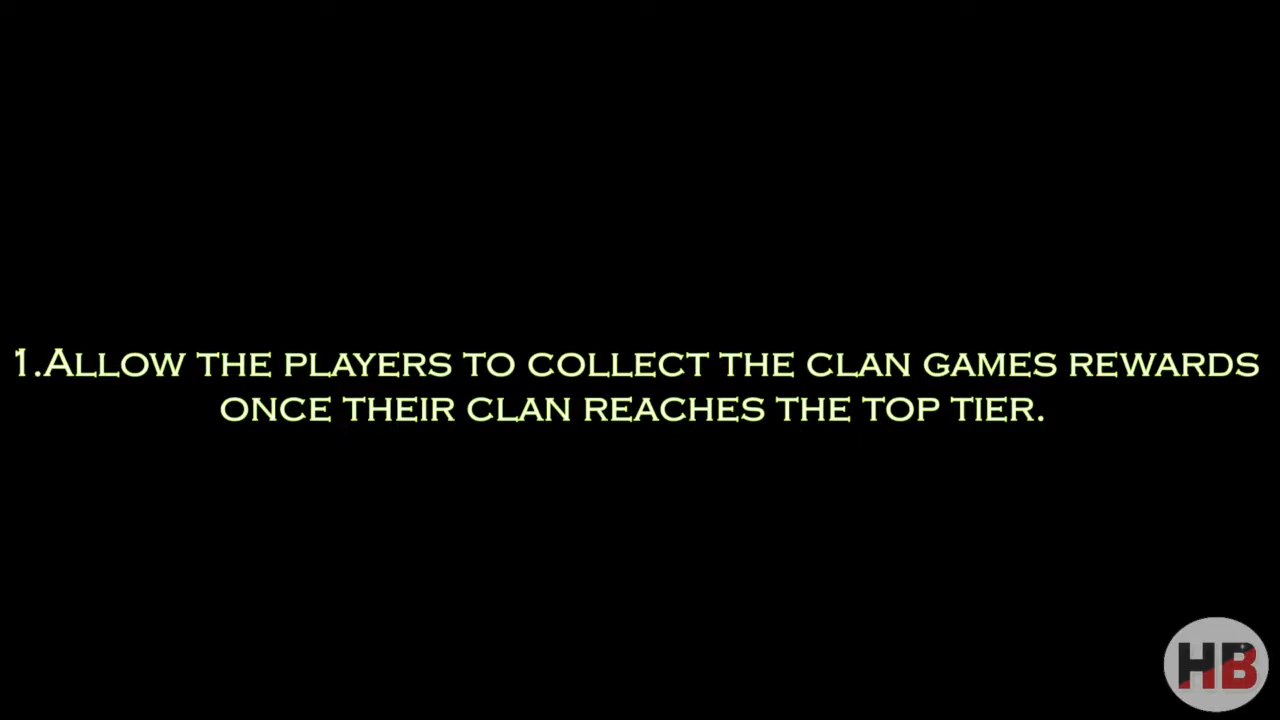 1.Allow the players to collect the clan games rewards
once their clan reaches the top tier.
HB